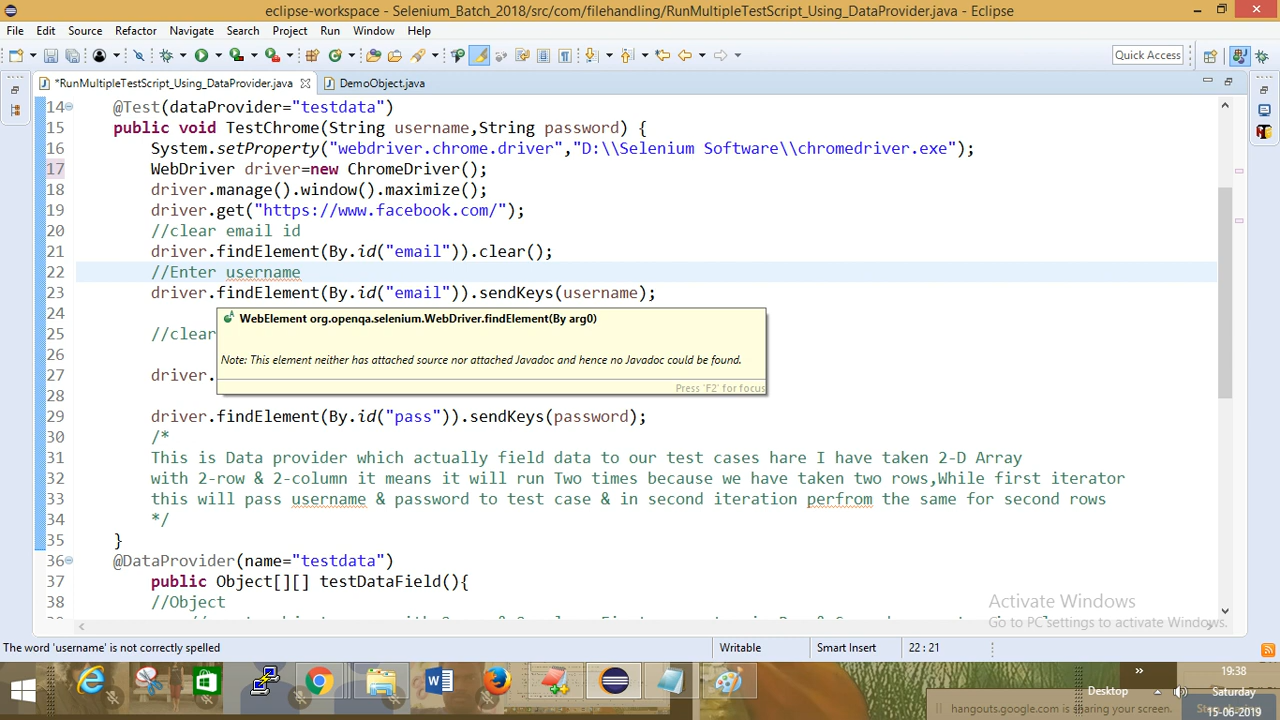 eclipse-workspace - Selenium_Batch_2018/src/com/filehandling/RunMultipleTestScript_Using_DataProvider.java - Eclipse
File Edit Source Refactor Navigate Search Project Run Window Help
Quick Access
*RunMultipleTestScript_Using_DataProvider.java DemoObject.java
14 @Test(dataProvider="testdata")
15 public void TestChrome(String username,String password) {
16 System.setProperty("webdriver.chrome.driver","D:\\Selenium Software\\chromedriver.exe");
17 WebDriver driver=new ChromeDriver();
18 driver.manage().window().maximize();
19 driver.get("https://www.facebook.com/");
20 //clear email id
21 driver.findElement(By.id("email")).clear();
22 //Enter username
23 driver.findElement(By.id("email")).sendKeys(username);
24
WebElement org.openqa.selenium.WebDriver.findElement(By arg0)
25 //clear
26
Note: This element neither has attached source nor attached Javadoc and hence no Javadoc could be found.
27 driver.
Press 'F2' for focus
28
29 driver.findElement(By.id("pass")).sendKeys(password);
30 /*
31 This is Data provider which actually field data to our test cases hare I have taken 2-D Array
32 with 2-row & 2-column it means it will run Two times because we have taken two rows,While first iterator
33 this will pass username & password to test case & in second iteration perfrom the same for second rows
34 */
35 }
36 @DataProvider(name="testdata")
37 public Object[][] testDataField(){
38 //Object
Activate Windows
Go to PC settings to activate Windows.
The word 'username' is not correctly spelled Writable Smart Insert 22 : 21
19:38
Desktop Saturday
hangouts.google.com is sharing your screen.
15-06-2019